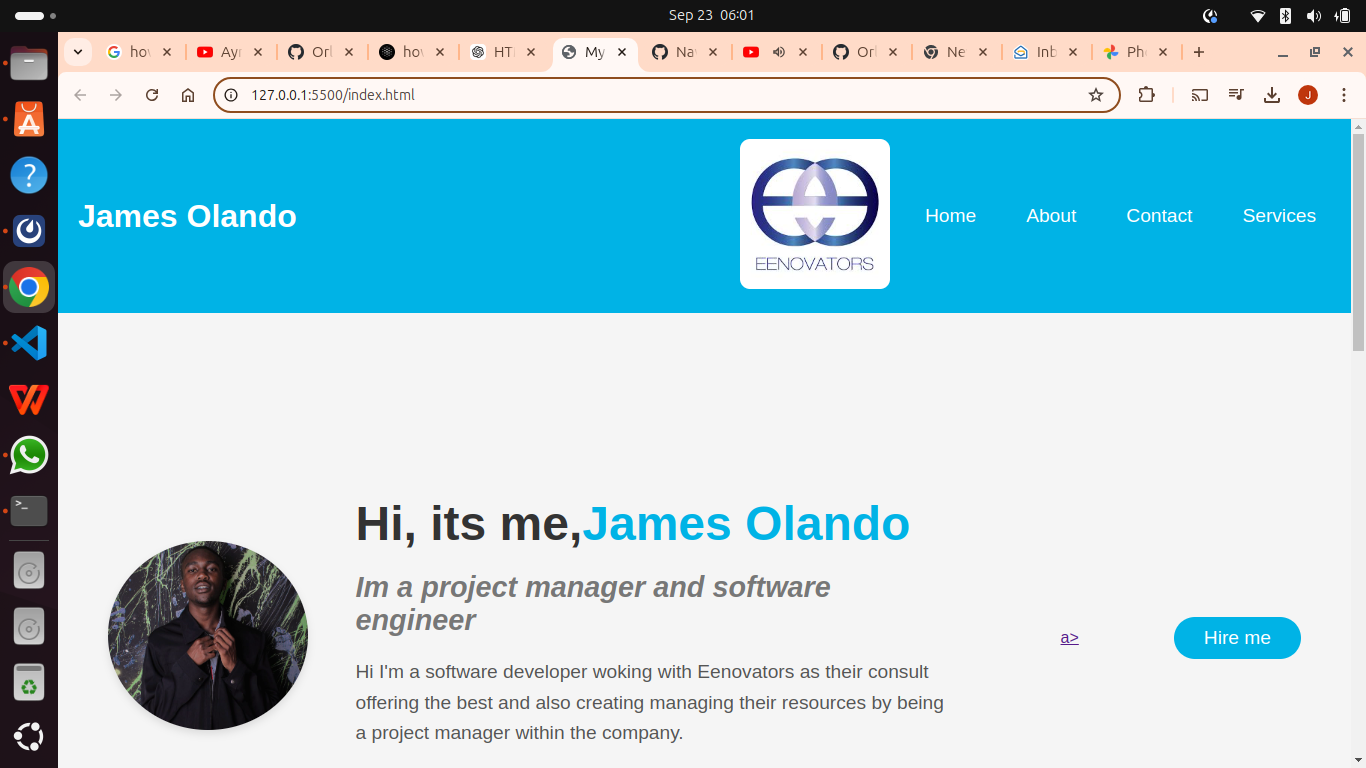 Sep 23 06:01
hov
Ayr
Orl
hov
HTI
My
Na
Orl
Ne
Inb
Pho
127.0.0.1:5500/index.html
J
James Olando
EENOVATORS
Home
About
Contact
Services
Hi, its me,James Olando
Im a project manager and software
engineer
a>
Hire me
Hi I'm a software developer woking with Eenovators as their consult
offering the best and also creating managing their resources by being
a project manager within the company.